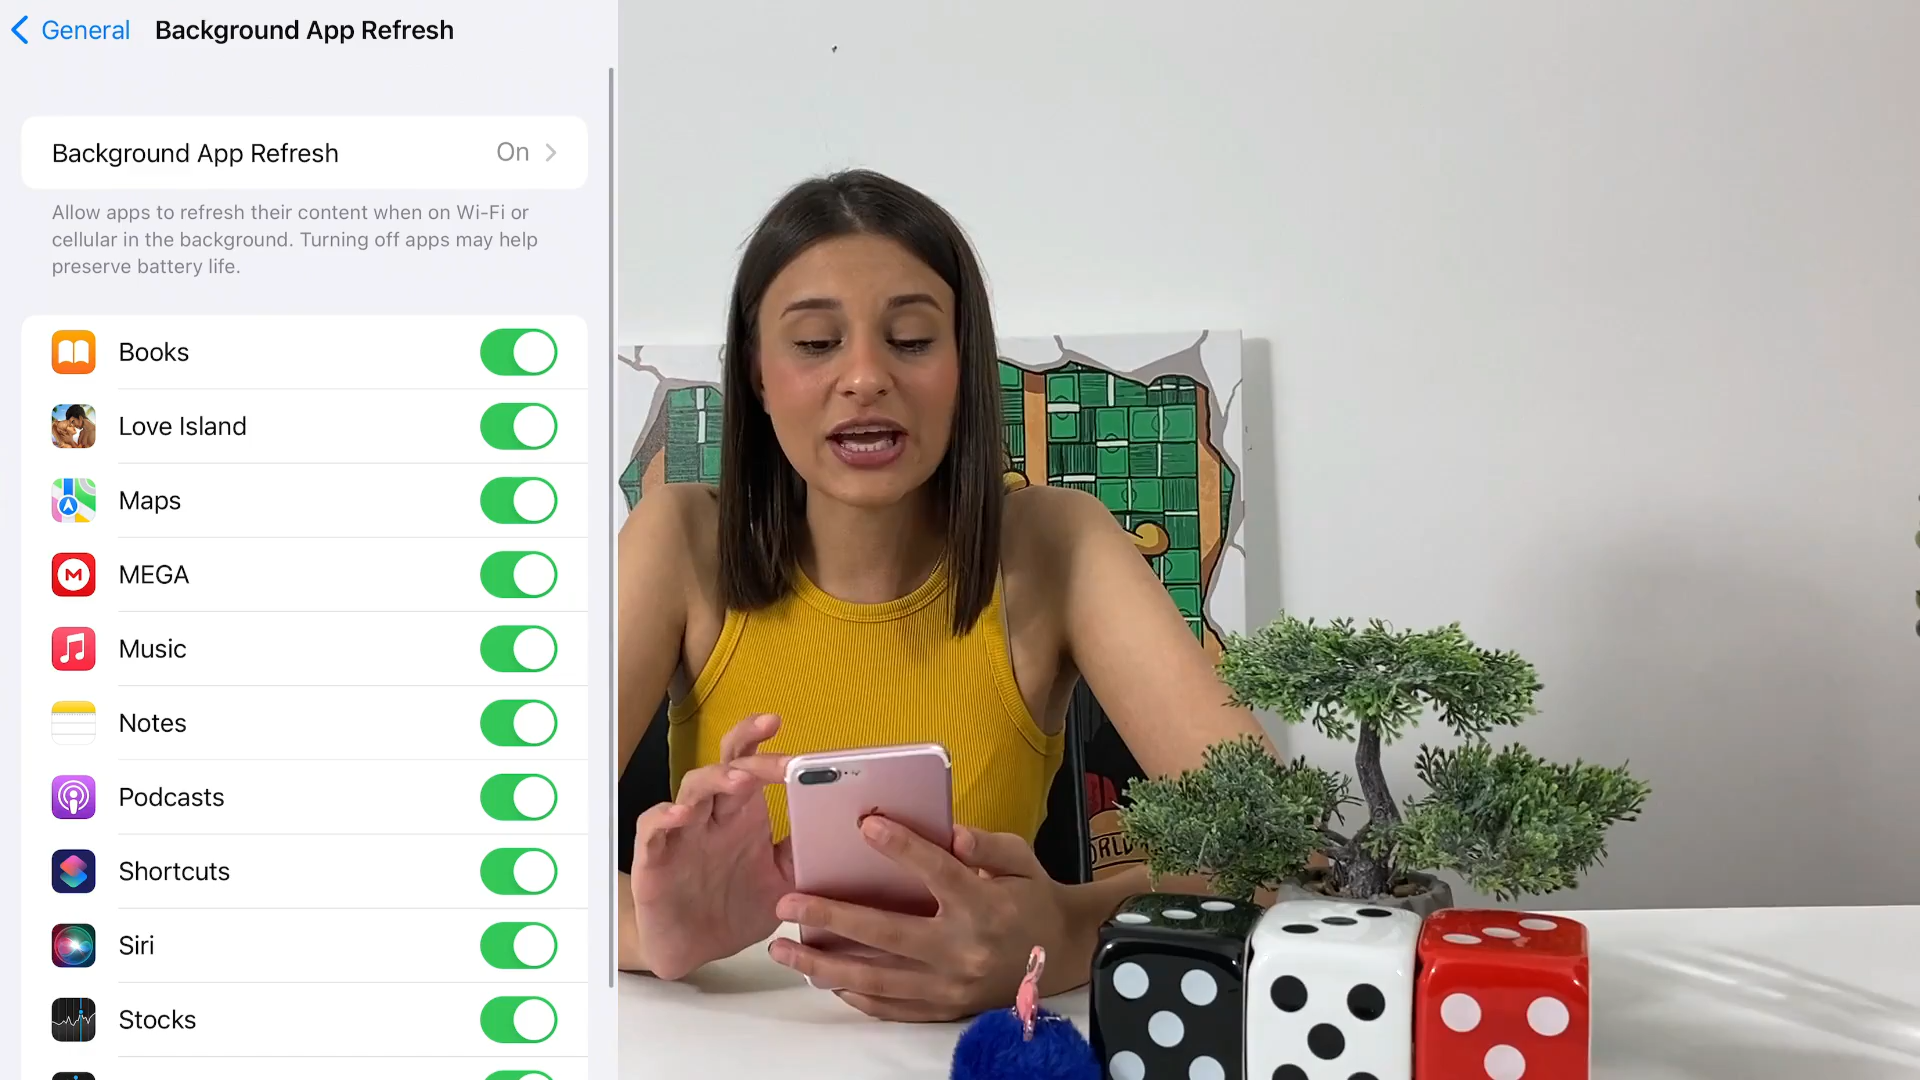 General
Background App Refresh
Background App Refresh On
Allow apps to refresh their content when on Wi-Fi or
cellular in the background. Turning off apps may help
preserve battery life.
Books
Love Island
Maps
MEGA
Music
Notes
Podcasts
Shortcuts
Siri
Stocks